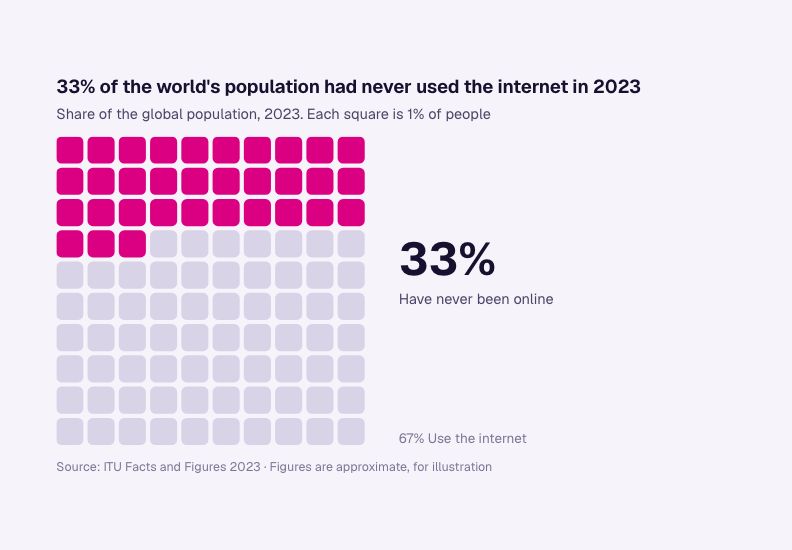 33% of the world's population had never used the internet in 2023
Share of the global population, 2023. Each square is 1% of people
33%
Have never been online
67% Use the internet
Source: ITU Facts and Figures 2023 · Figures are approximate, for illustration